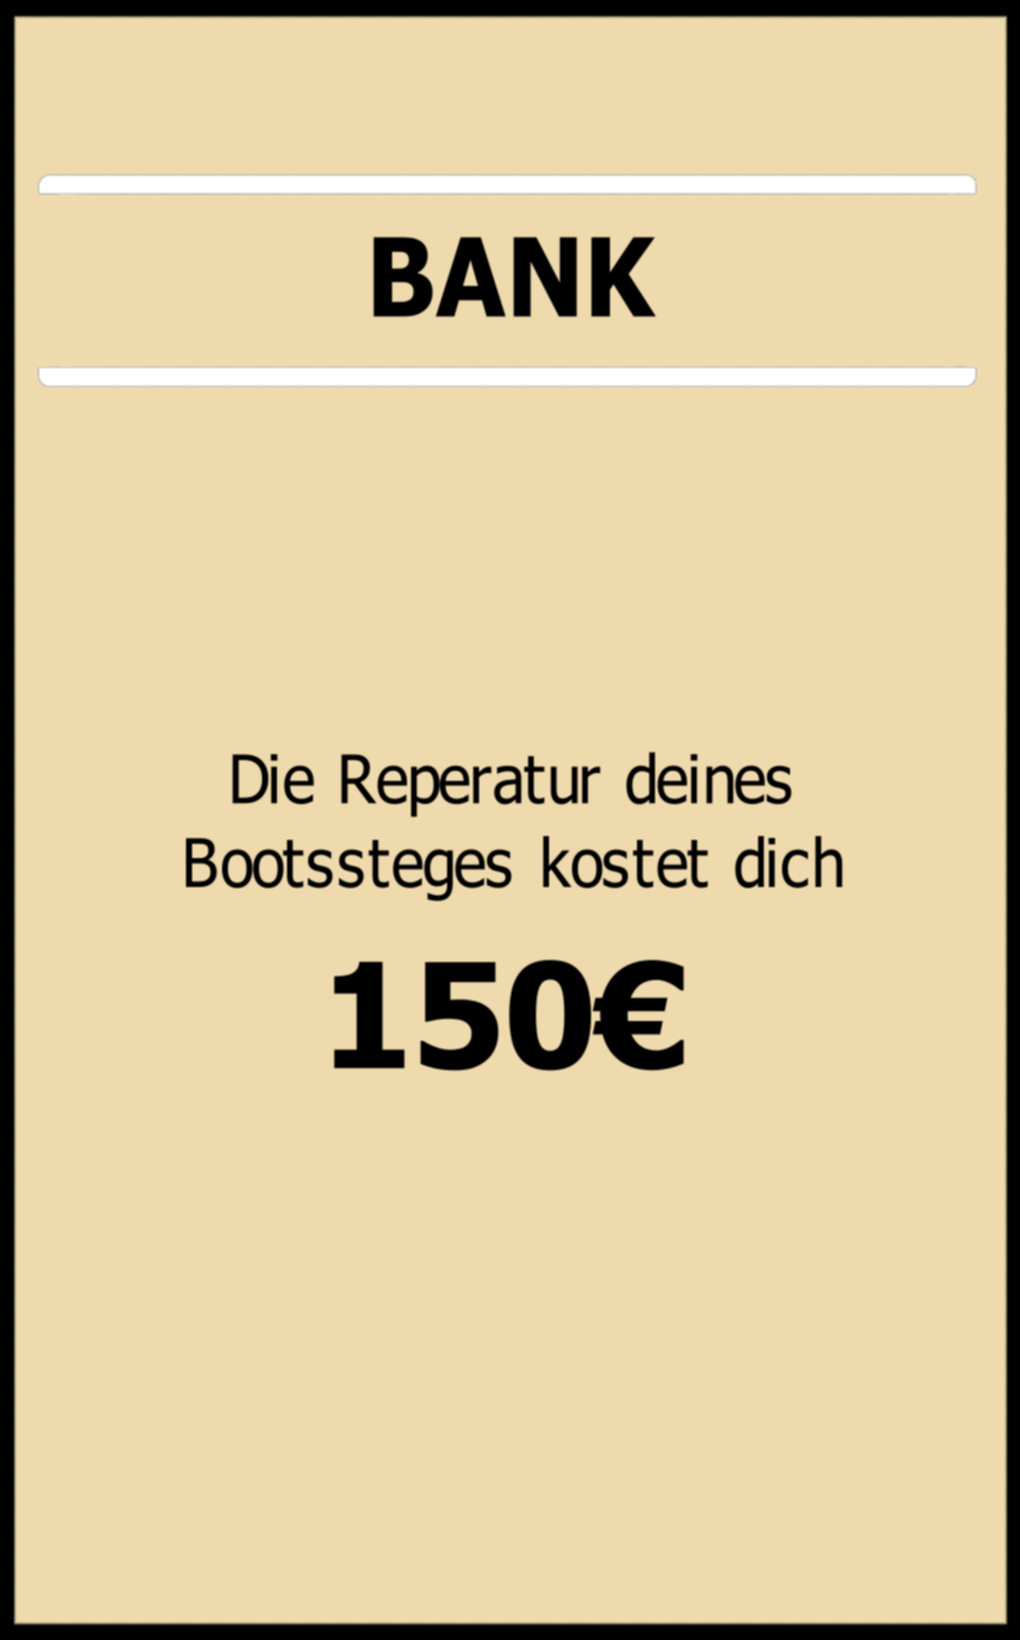 BANK
Die Reperatur deines
Bootssteges kostet dich
150€